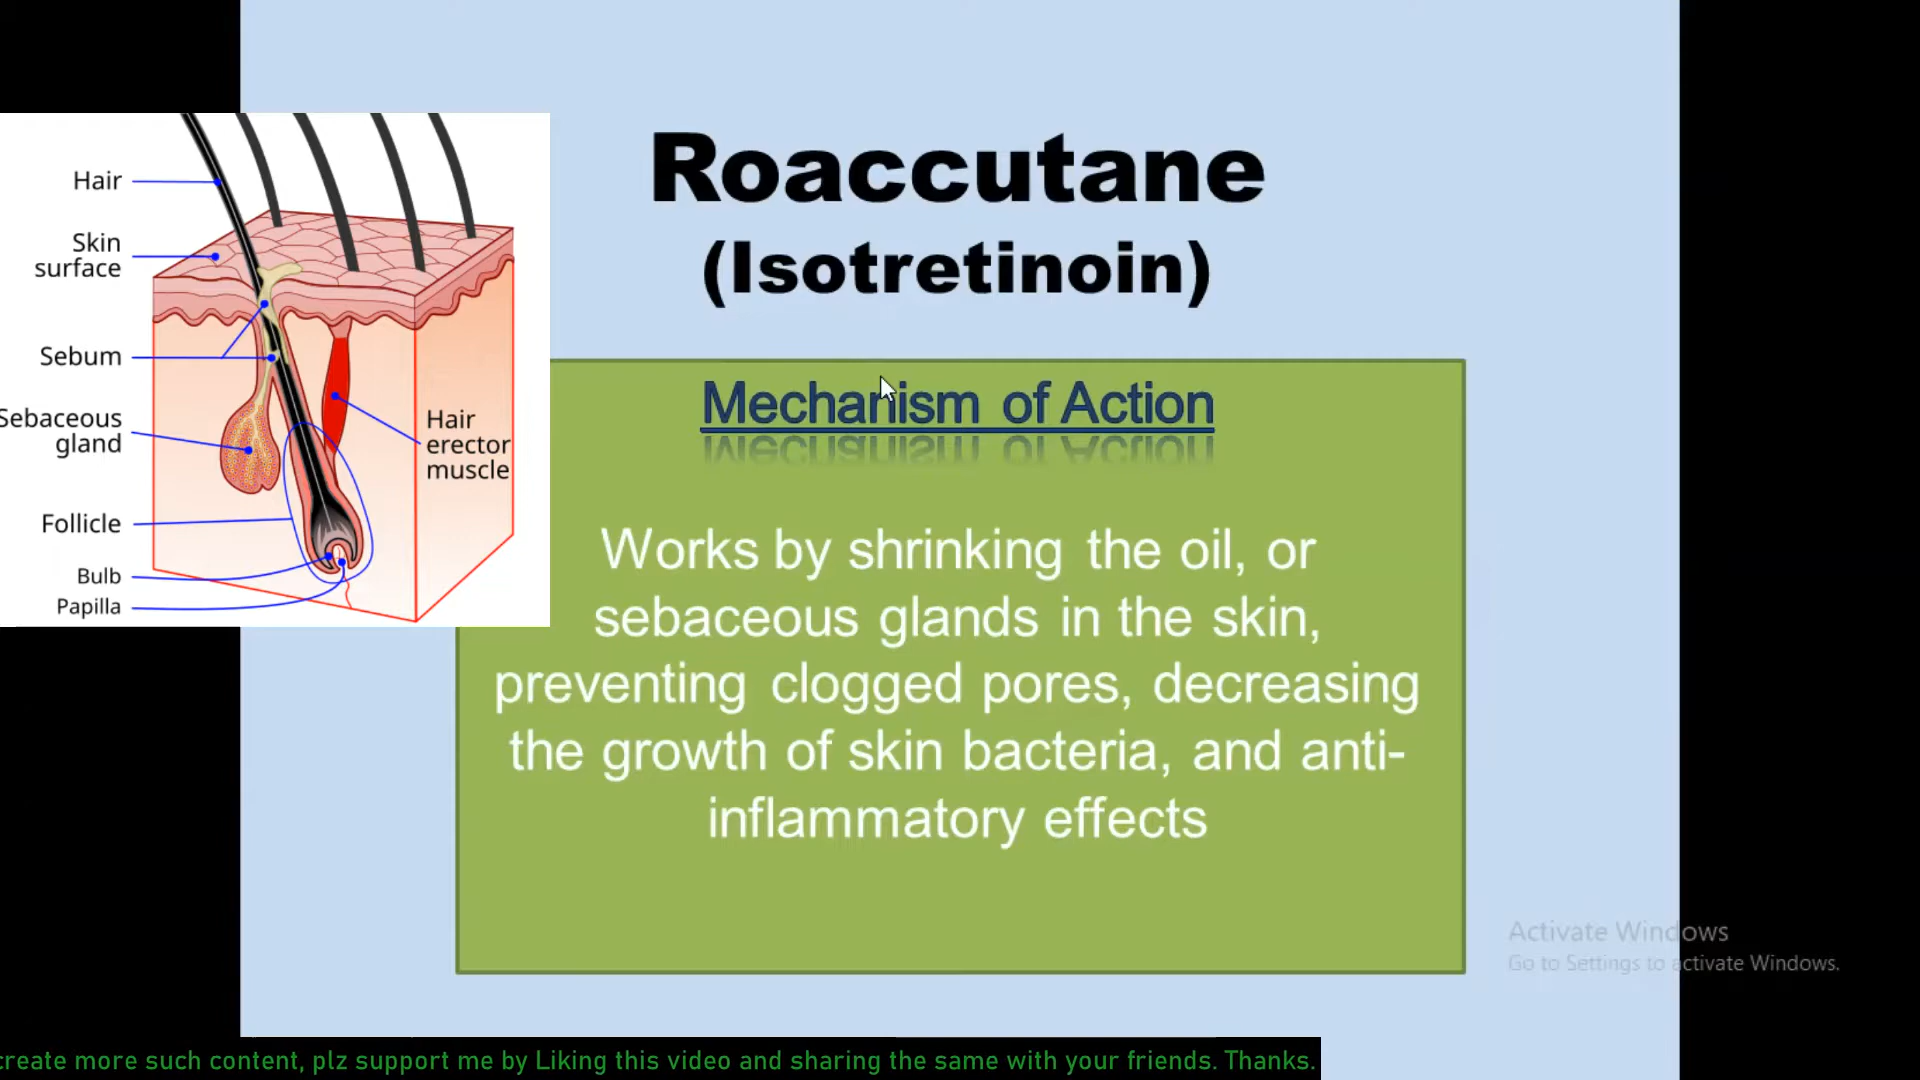 Roaccutane
(Isotretinoin)
Hair
Skin
surface
Sebum
Sebaceous
gland
Hair
erector
muscle
Follicle
Bulb
Papilla
Mechanism of Action
Works by shrinking the oil, or
sebaceous glands in the skin,
preventing clogged pores, decreasing
the growth of skin bacteria, and anti-
inflammatory effects
Activate Windows
Go to Settings to activate Windows.
create more such content, plz support me by Liking this video and sharing the same with your friends. Thanks.